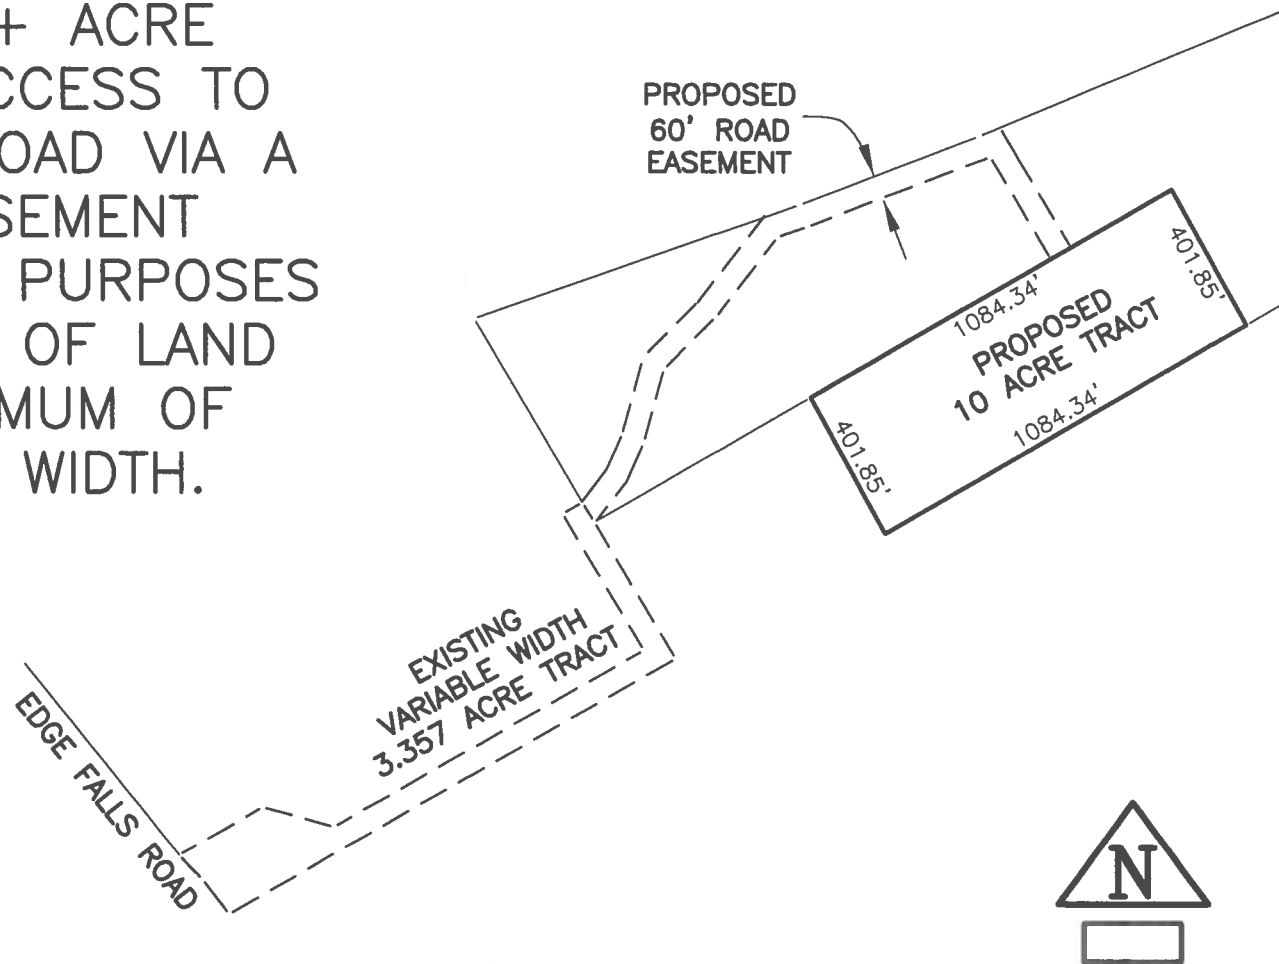 + ACRE
CCESS TO
OAD VIA A
SEMENT
PURPOSES
OF LAND
MUM OF
WIDTH.
PROPOSED
60' ROAD
EASEMENT
1084.34'
401.85'
PROPOSED
10 ACRE TRACT
1084.34'
401.85'
EXISTING
VARIABLE WIDTH
3.357 ACRE TRACT
EDGE FALLS ROAD
N